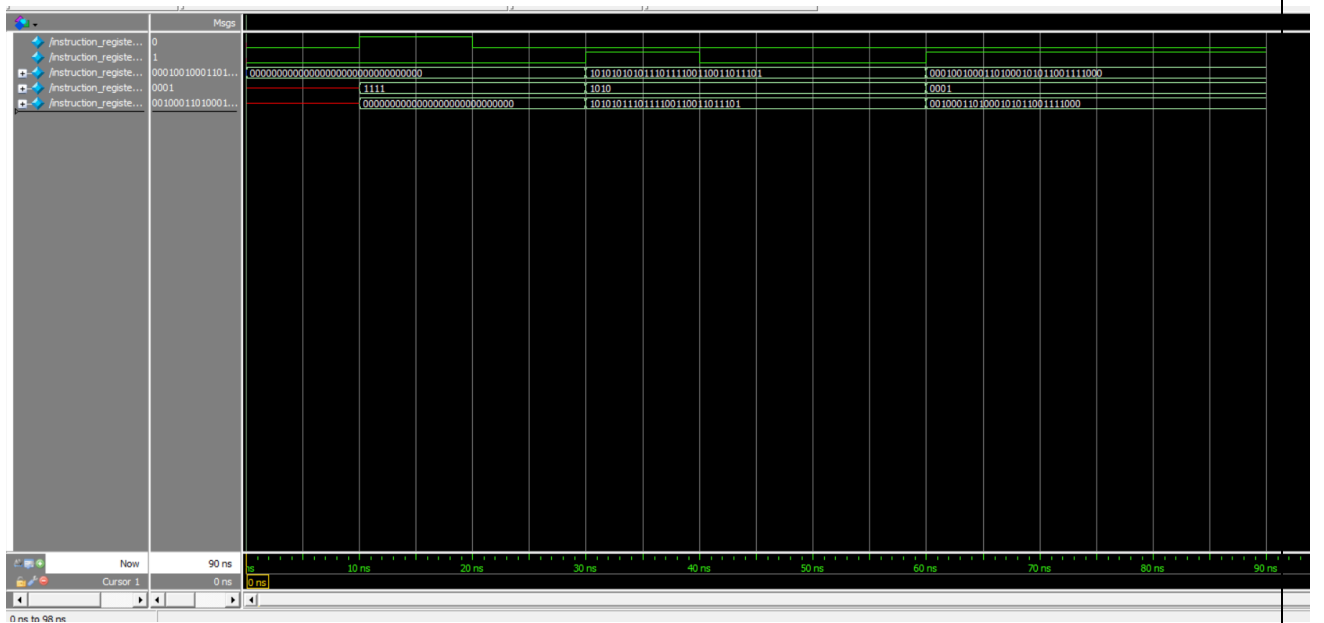 Msgs
/instruction_registe... 0
/instruction_registe... 1
/instruction_registe... 00010010001101... 00000000000000000000000000000000 10101010101110111100110011011101 00010010001101000101011001111000
/instruction_registe... 0001 1111 1010 0001
/instruction_registe... 00100011010001... 0000000000000000000000000000 1010101110111100110011011101 0010001101000101011001111000
Now 90 ns ns 10 ns 20 ns 30 ns 40 ns 50 ns 60 ns 70 ns 80 ns 90 ns
Cursor 1 0 ns 0 ns
0 ns to 98 ns